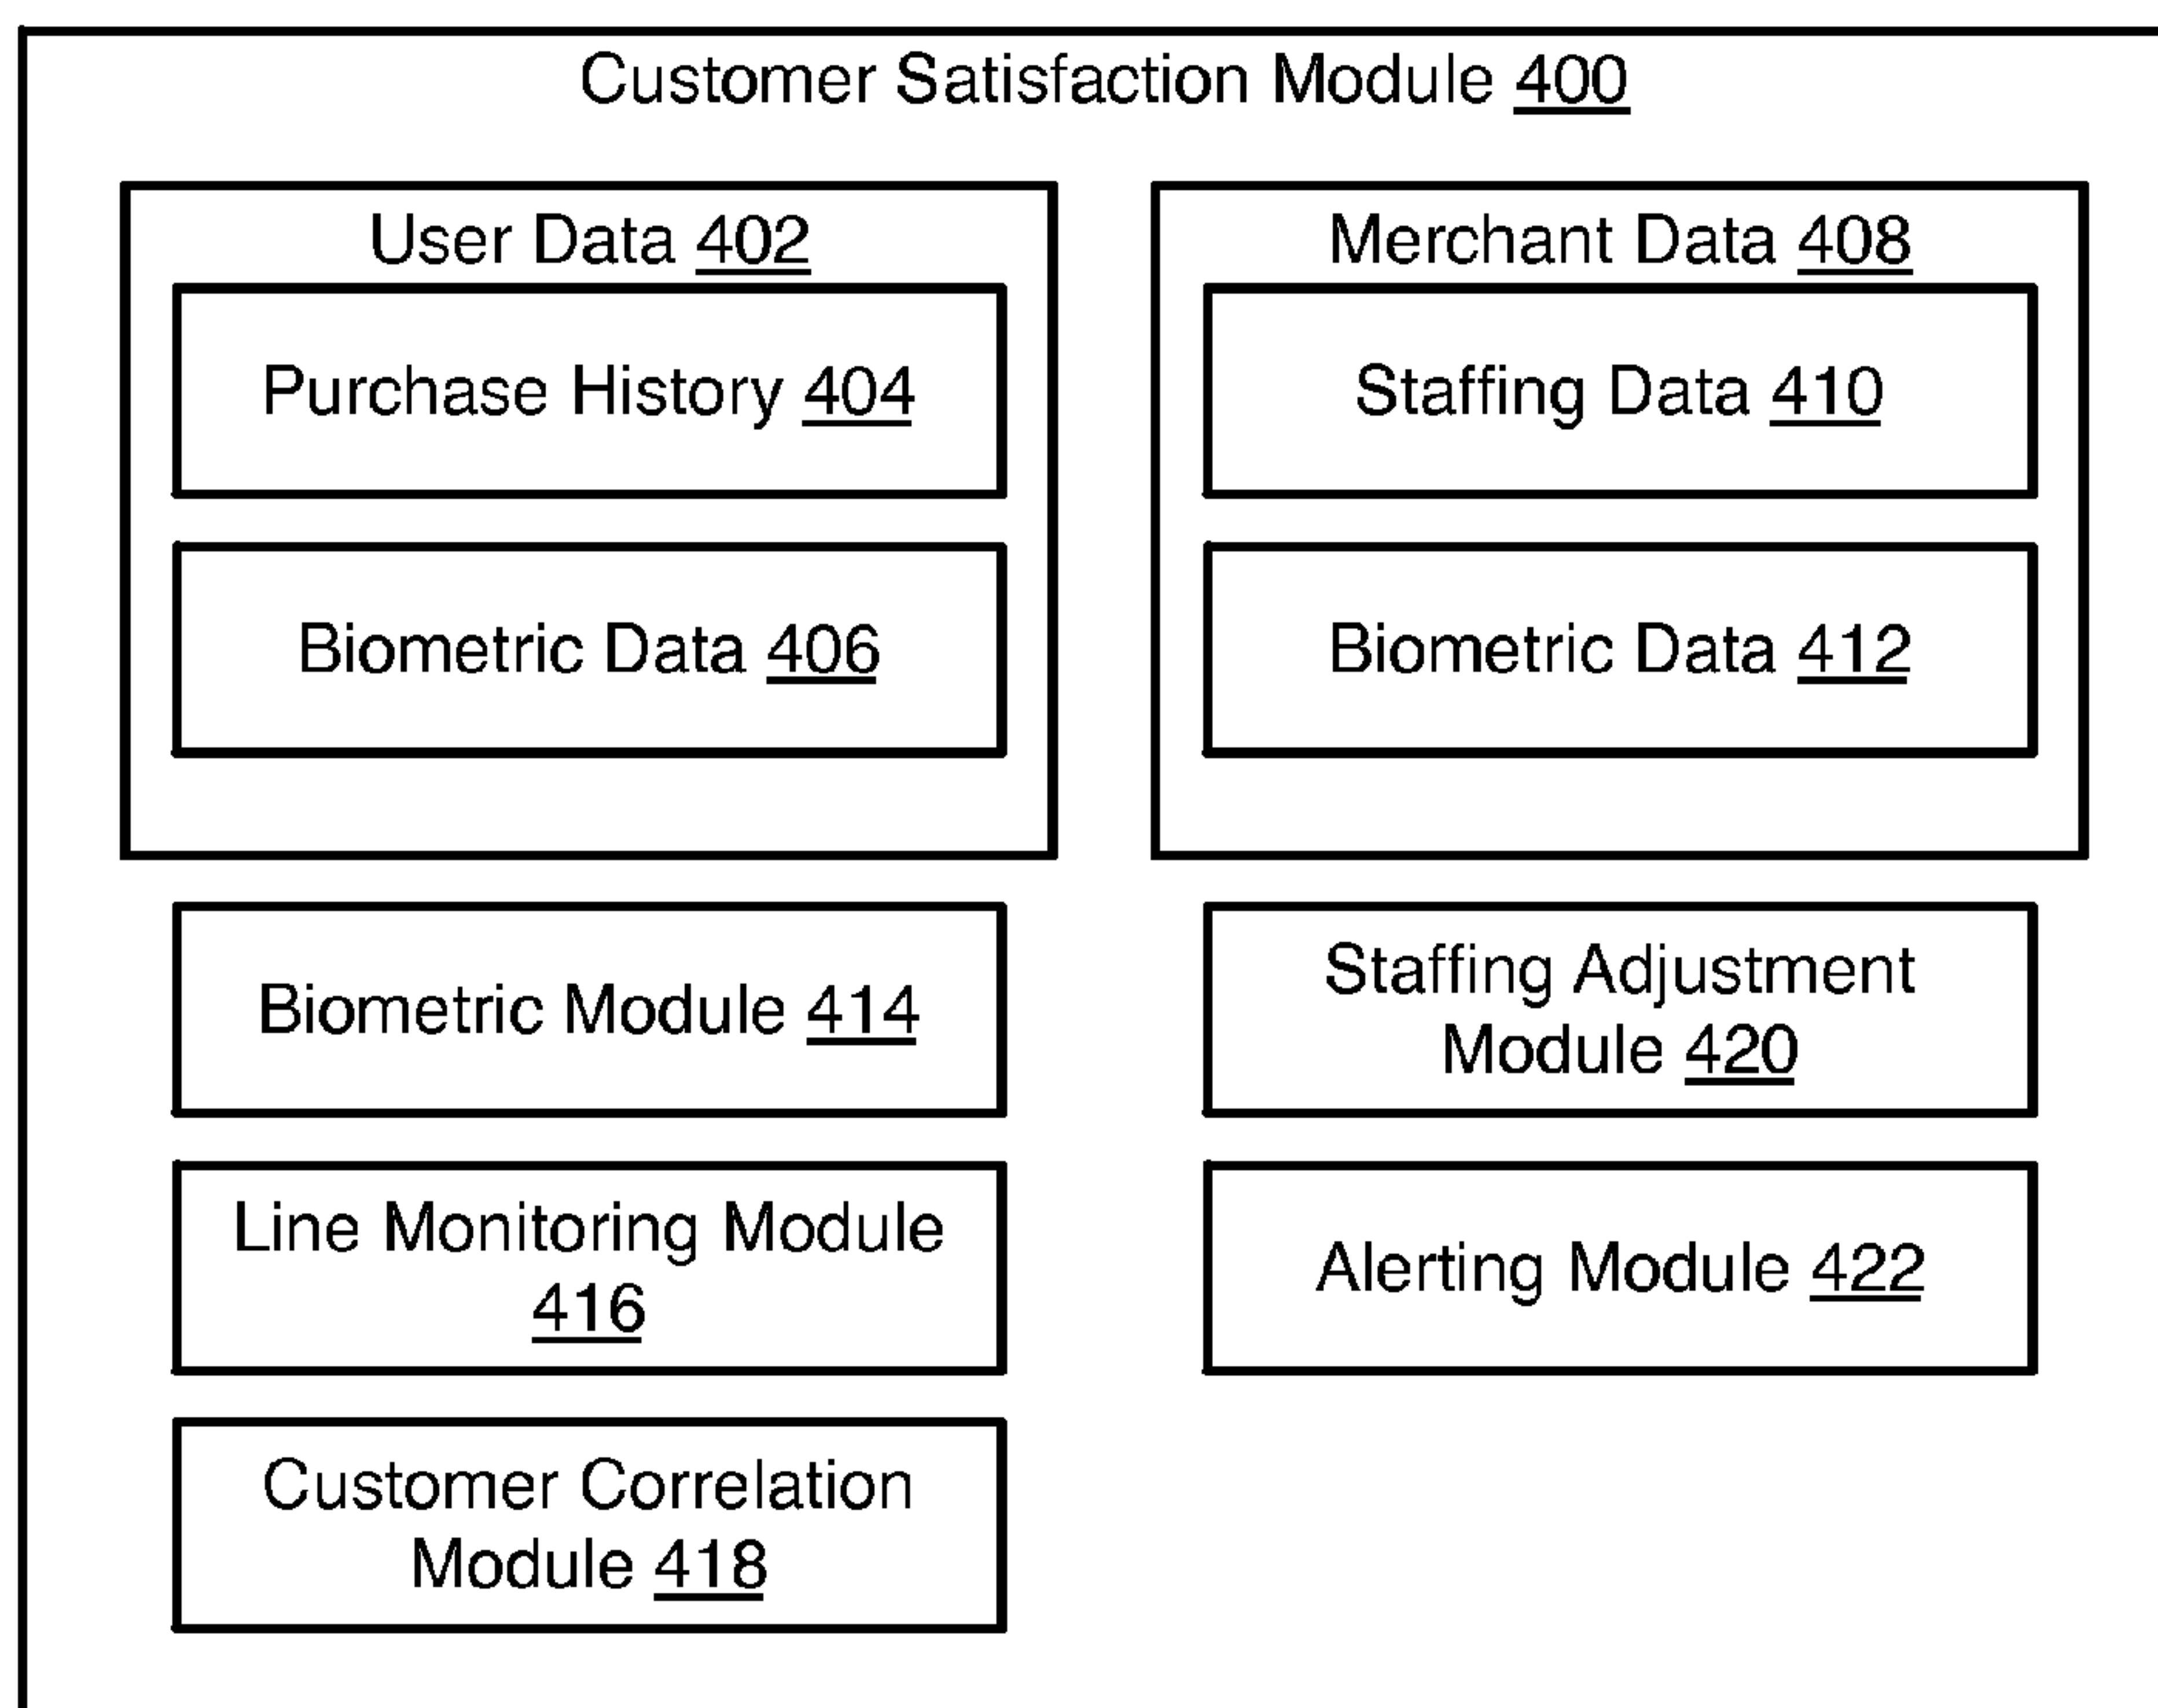 Customer Satisfaction Module 400
User Data 402
Purchase History 404
Biometric Data 406
Merchant Data 408
Staffing Data 410
Biometric Data 412
Biometric Module 414
Line Monitoring Module
416
Customer Correlation
Module 418
Staffing Adjustment
Module 420
Alerting Module 422